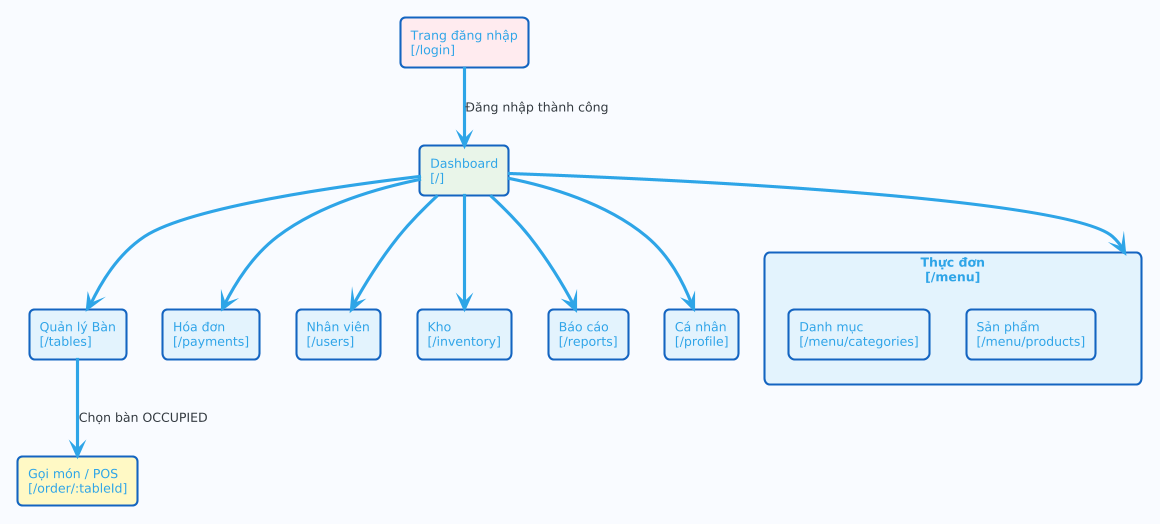 Trang đăng nhập
[/login]
Đăng nhập thành công
Dashboard
[/]
Thực đơn
[/menu]
Quản lý Bàn
[/tables]
Hóa đơn
[/payments]
Nhân viên
[/users]
Kho
[/inventory]
Báo cáo
[/reports]
Cá nhân
[/profile]
Danh mục
[/menu/categories]
Sản phẩm
[/menu/products]
Chọn bàn OCCUPIED
Gọi món / POS
[/order/:tableId]